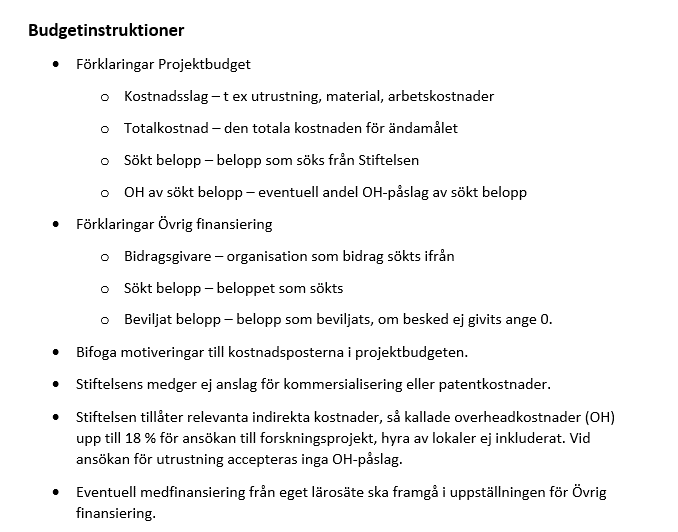 Budgetinstruktioner
• Förklaringar Projektbudget
o Kostnadsslag – t ex utrustning, material, arbetskostnader
o Totalkostnad – den totala kostnaden för ändamålet
o Sökt belopp – belopp som söks från Stiftelsen
o OH av sökt belopp – eventuell andel OH-påslag av sökt belopp
• Förklaringar Övrig finansiering
o Bidragsgivare – organisation som bidrag sökts ifrån
o Sökt belopp – beloppet som sökts
o Beviljat belopp – belopp som beviljats, om besked ej givits ange 0.
• Bifoga motiveringar till kostnadsposterna i projektbudgeten.
• Stiftelsens medger ej anslag för kommersialisering eller patentkostnader.
• Stiftelsen tillåter relevanta indirekta kostnader, så kallade overheadkostnader (OH)
upp till 18 % för ansökan till forskningsprojekt, hyra av lokaler ej inkluderat. Vid
ansökan för utrustning accepteras inga OH-påslag.
• Eventuell medfinansiering från eget lärosäte ska framgå i uppställningen för Övrig
finansiering.